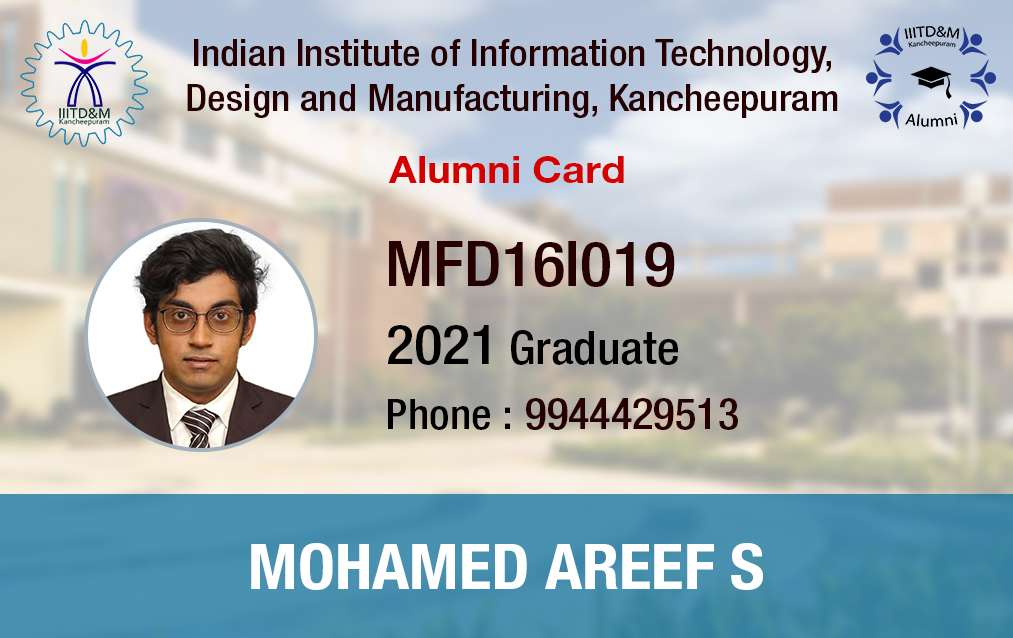 Indian Institute of Information Technology,
Design and Manufacturing, Kancheepuram
IIITD&M
Kancheepuram
IIITD&M
Kancheepuram
Alumni
Alumni Card
MFD16I019
2021 Graduate
Phone : 9944429513
MOHAMED AREEF S